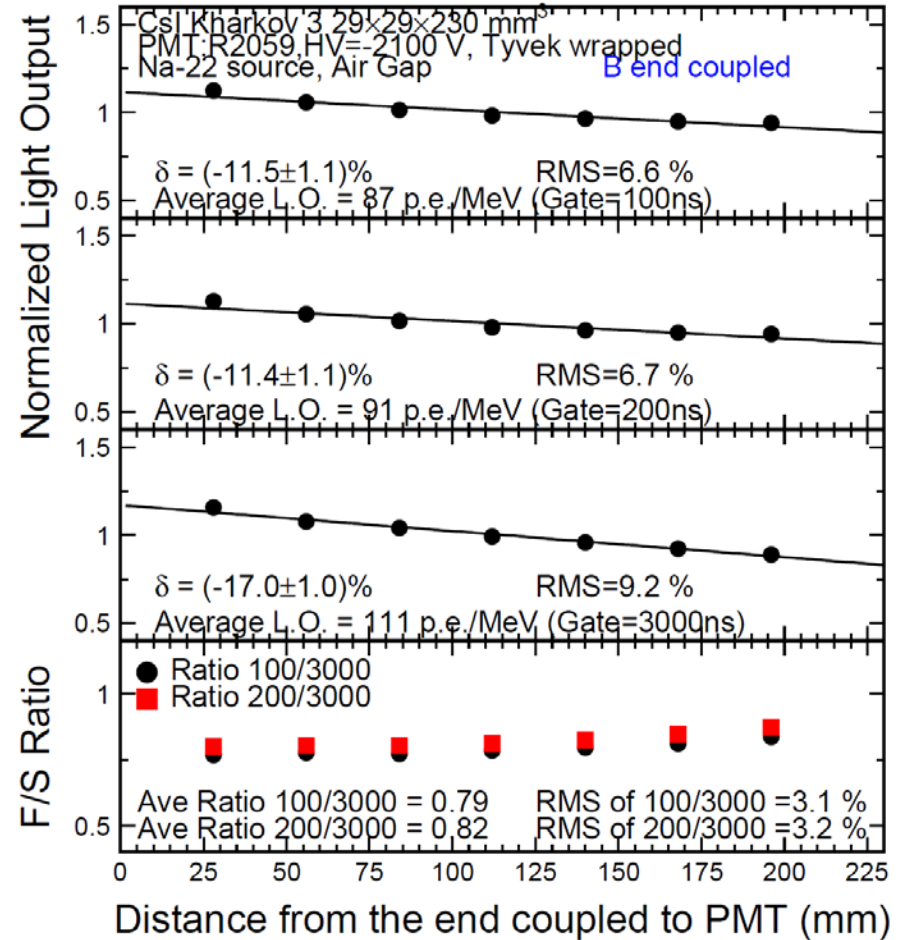 CsI Kharkov 3 29×29×230 mm³
PMT:R2059,HV=-2100 V, Tyvek wrapped
Na-22 source, Air Gap
B end coupled
Normalized Light Output
1.5
1
0.5
δ = (-11.5±1.1)%
RMS=6.6 %
Average L.O. = 87 p.e./MeV (Gate=100ns)
1.5
1
0.5
δ = (-11.4±1.1)%
RMS=6.7 %
Average L.O. = 91 p.e./MeV (Gate=200ns)
1.5
1
0.5
δ = (-17.0±1.0)%
RMS=9.2 %
Average L.O. = 111 p.e./MeV (Gate=3000ns)
F/S Ratio
1
0.5
Ratio 100/3000
Ratio 200/3000
Ave Ratio 100/3000 = 0.79
RMS of 100/3000 =3.1 %
Ave Ratio 200/3000 = 0.82
RMS of 200/3000 =3.2 %
0 25 50 75 100 125 150 175 200 225
Distance from the end coupled to PMT (mm)